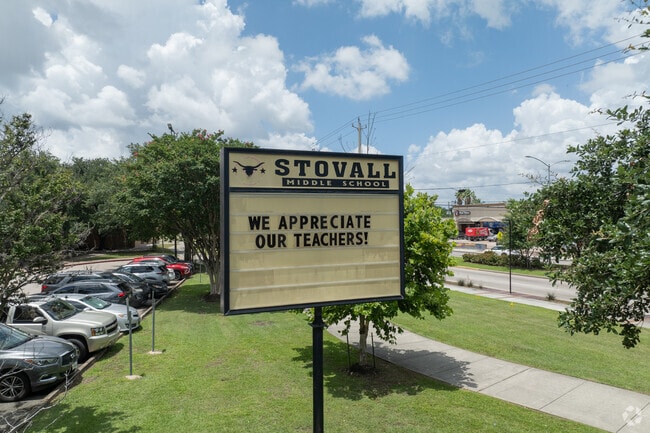 STOVALL
MIDDLE SCHOOL
WE APPRECIATE
OUR TEACHERS!